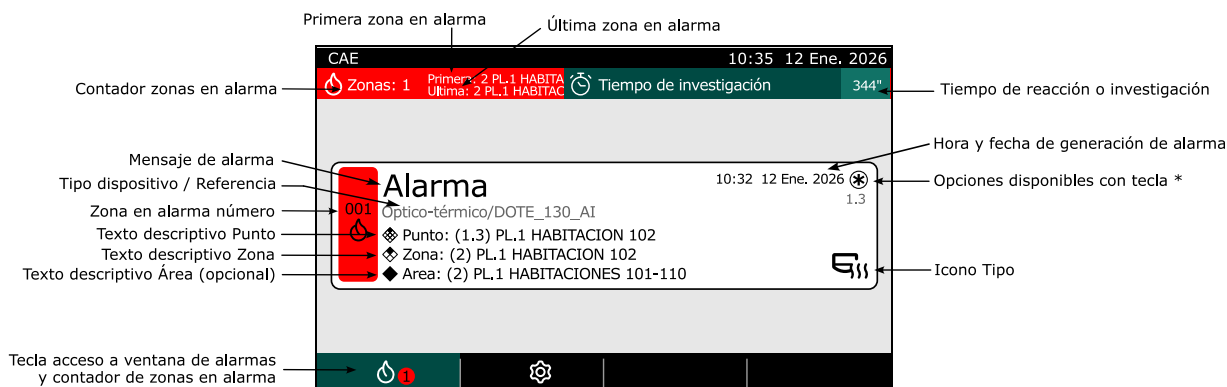 Primera zona en alarma
Última zona en alarma
CAE
10:35 12 Ene. 2026
Contador zonas en alarma
Zonas: 1
Primera: 2 PL.1 HABITA
Ultima: 2 PL.1 HABITAC
Tiempo de investigación
344"
Tiempo de reacción o investigación
Hora y fecha de generación de alarma
Mensaje de alarma
Alarma
10:32 12 Ene. 2026
Opciones disponibles con tecla *
1.3
Tipo dispositivo / Referencia
Óptico-térmico/DOTE_130_AI
Zona en alarma número
001
Texto descriptivo Punto
Punto: (1.3) PL.1 HABITACION 102
Texto descriptivo Zona
Zona: (2) PL.1 HABITACION 102
Texto descriptivo Área (opcional)
Area: (2) PL.1 HABITACIONES 101-110
Icono Tipo
Tecla acceso a ventana de alarmas
y contador de zonas en alarma
1